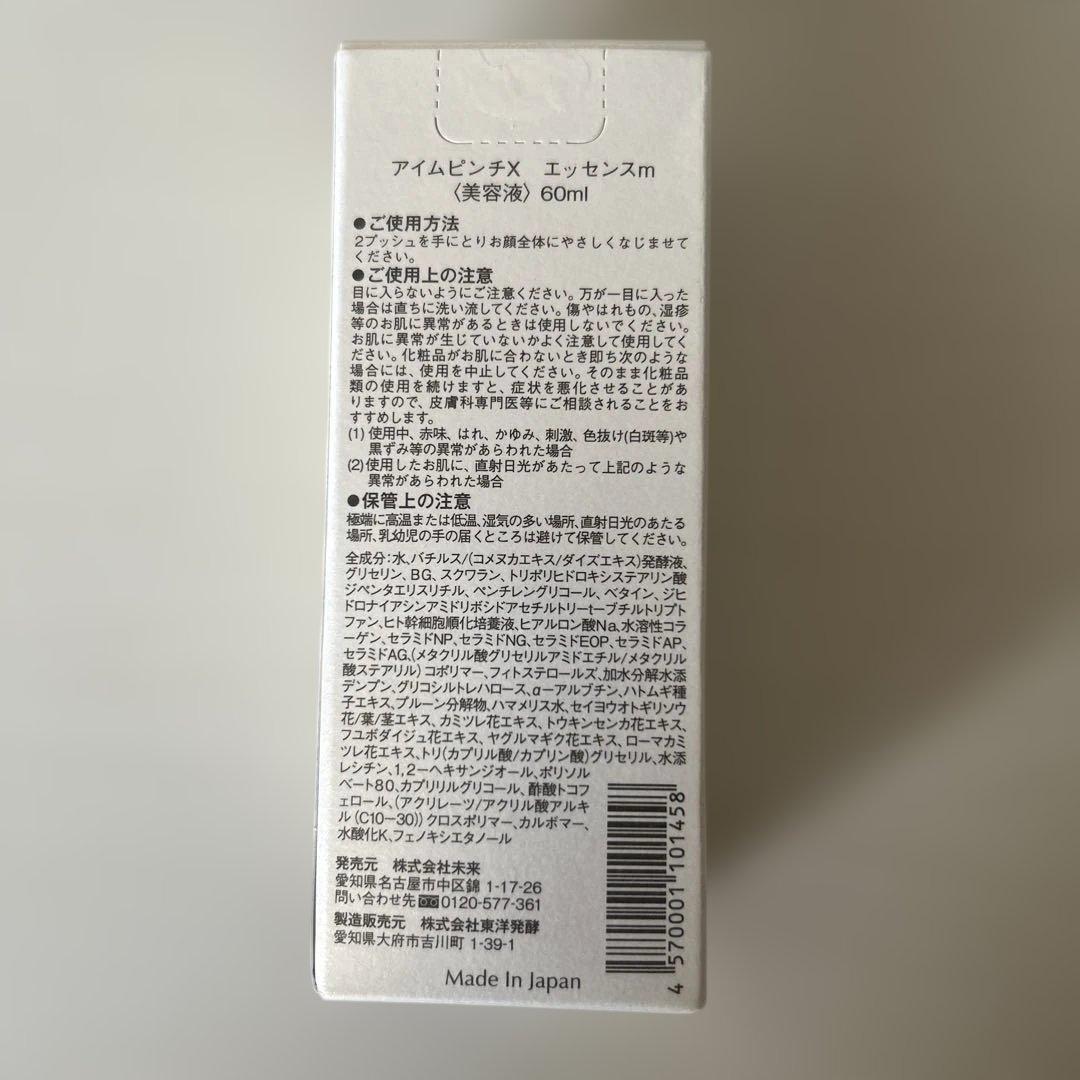 アイムピンチX　エッセンスm
〈美容液〉60ml
●ご使用方法
2プッシュを手にとりお顔全体にやさしくなじませて
ください。
●ご使用上の注意
目に入らないようにご注意ください。万が一目に入った
場合は直ちに洗い流してください。傷やはれもの、湿疹
等のお肌に異常があるときは使用しないでください。
お肌に異常が生じていないかよく注意して使用してく
ださい。化粧品がお肌に合わないとき即ち次のような
場合には、使用を中止してください。そのまま化粧品
類の使用を続けますと、症状を悪化させることがあ
りますので、皮膚科専門医等にご相談されることをお
すすめします。
(1) 使用中、赤味、はれ、かゆみ、刺激、色抜け(白斑等)や
黒ずみ等の異常があらわれた場合
(2)使用したお肌に、直射日光があたって上記のような
異常があらわれた場合
●保管上の注意
極端に高温または低温、湿気の多い場所、直射日光のあたる
場所、乳幼児の手の届くところは避けて保管してください。
全成分：水、バチルス/(コメヌカエキス/ダイズエキス)発酵液、
グリセリン、BG、スクワラン、トリポリヒドロキシステアリン酸
ジペンタエリスリチル、ペンチレングリコール、ベタイン、ジヒ
ドロナイアシンアミドリボシドアセチルトリーt－ブチルトリプト
ファン、ヒト幹細胞順化培養液、ヒアルロン酸Na、水溶性コラ
ーゲン、セラミドNP、セラミドNG、セラミドEOP、セラミドAP、
セラミドAG、(メタクリル酸グリセリルアミドエチル/メタクリル
酸ステアリル) コポリマー、フィトステロールズ、加水分解水添
デンプン、グリコシルトレハロース、α－アルブチン、ハトムギ種
子エキス、プルーン分解物、ハマメリス水、セイヨウオトギリソウ
花/葉/茎エキス、カミツレ花エキス、トウキンセンカ花エキス、
フユボダイジュ花エキス、ヤグルマギク花エキス、ローマカミ
ツレ花エキス、トリ(カプリル酸/カプリン酸)グリセリル、水添
レシチン、1,2－ヘキサンジオール、ポリソル
ベート80、カプリリルグリコール、酢酸トコフ
ェロール、(アクリレーツ/アクリル酸アルキ
ル (C10－30)) クロスポリマー、カルボマー、
水酸化K、フェノキシエタノール
発売元　株式会社未来
愛知県名古屋市中区錦 1-17-26
問い合わせ先 0120-577-361
製造販売元　株式会社東洋発酵
愛知県大府市吉川町 1-39-1
Made In Japan
4 570001 101458